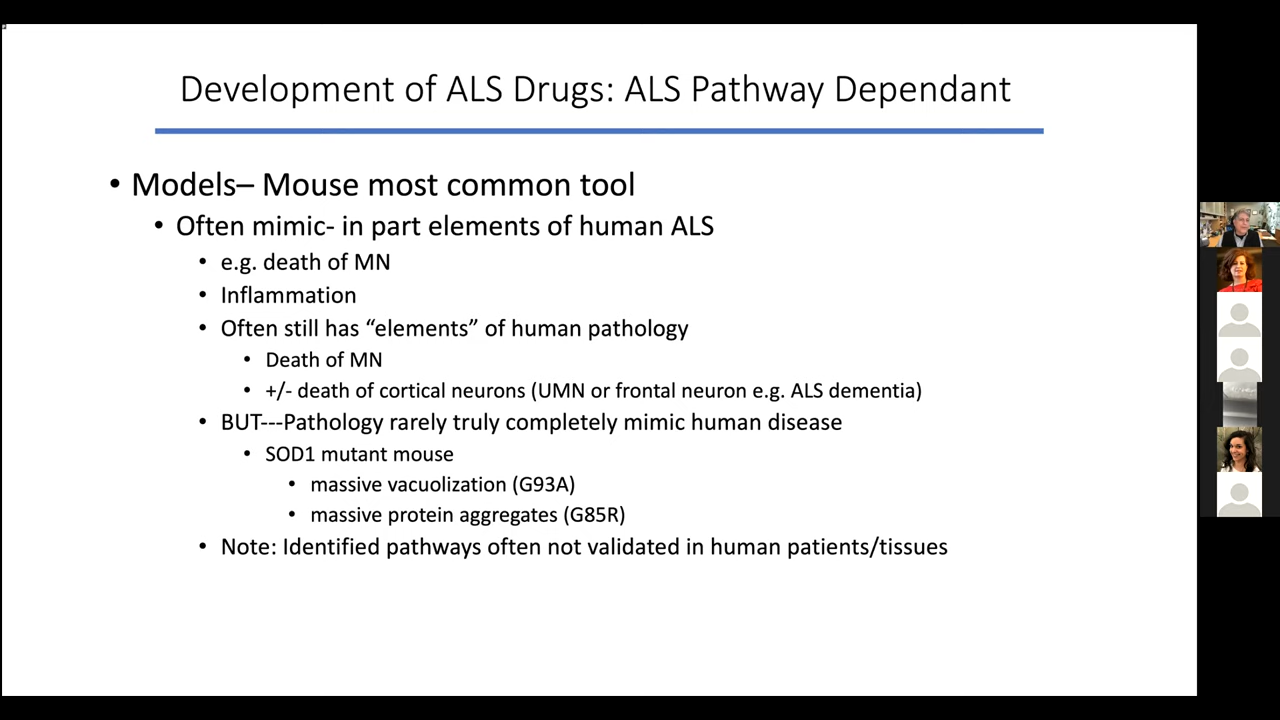 Development of ALS Drugs: ALS Pathway Dependant
• Models– Mouse most common tool
• Often mimic- in part elements of human ALS
• e.g. death of MN
• Inflammation
• Often still has “elements” of human pathology
• Death of MN
• +/- death of cortical neurons (UMN or frontal neuron e.g. ALS dementia)
• BUT---Pathology rarely truly completely mimic human disease
• SOD1 mutant mouse
• massive vacuolization (G93A)
• massive protein aggregates (G85R)
• Note: Identified pathways often not validated in human patients/tissues